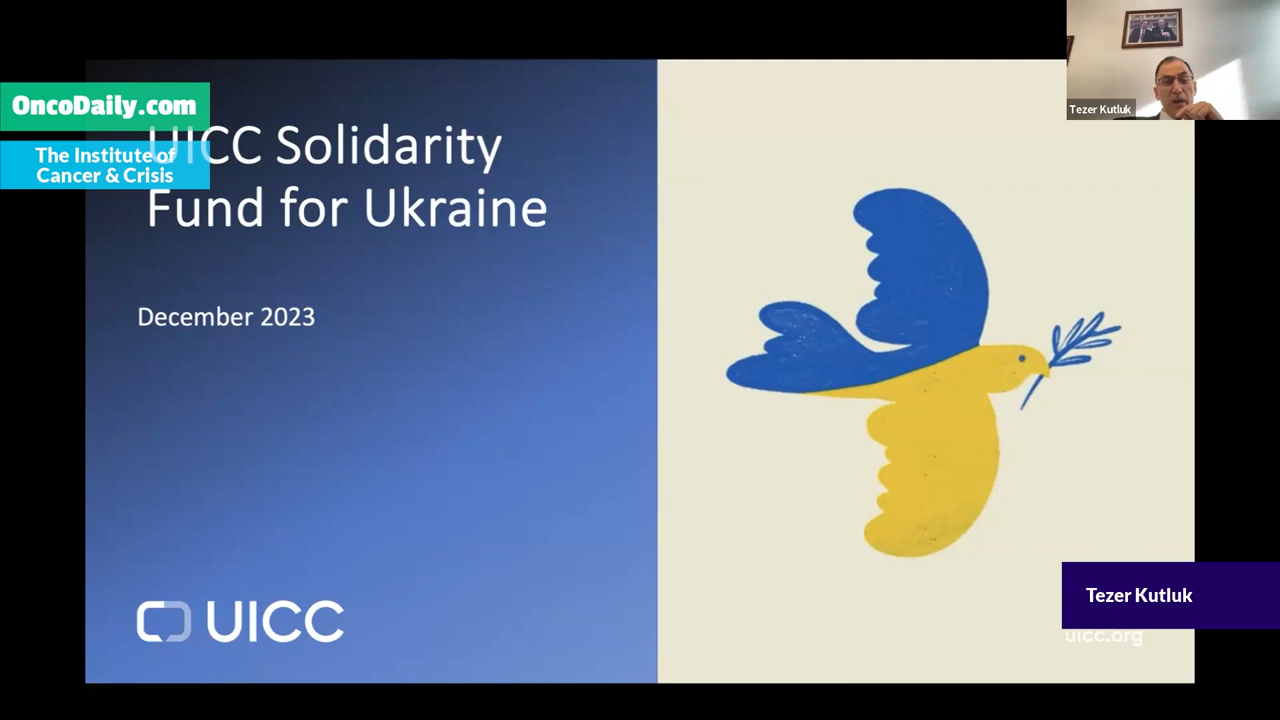 OncoDaily.com
The Institute of
Cancer & Crisis
UICC Solidarity
Fund for Ukraine
December 2023
UICC
Tezer Kutluk
Tezer Kutluk
uicc.org